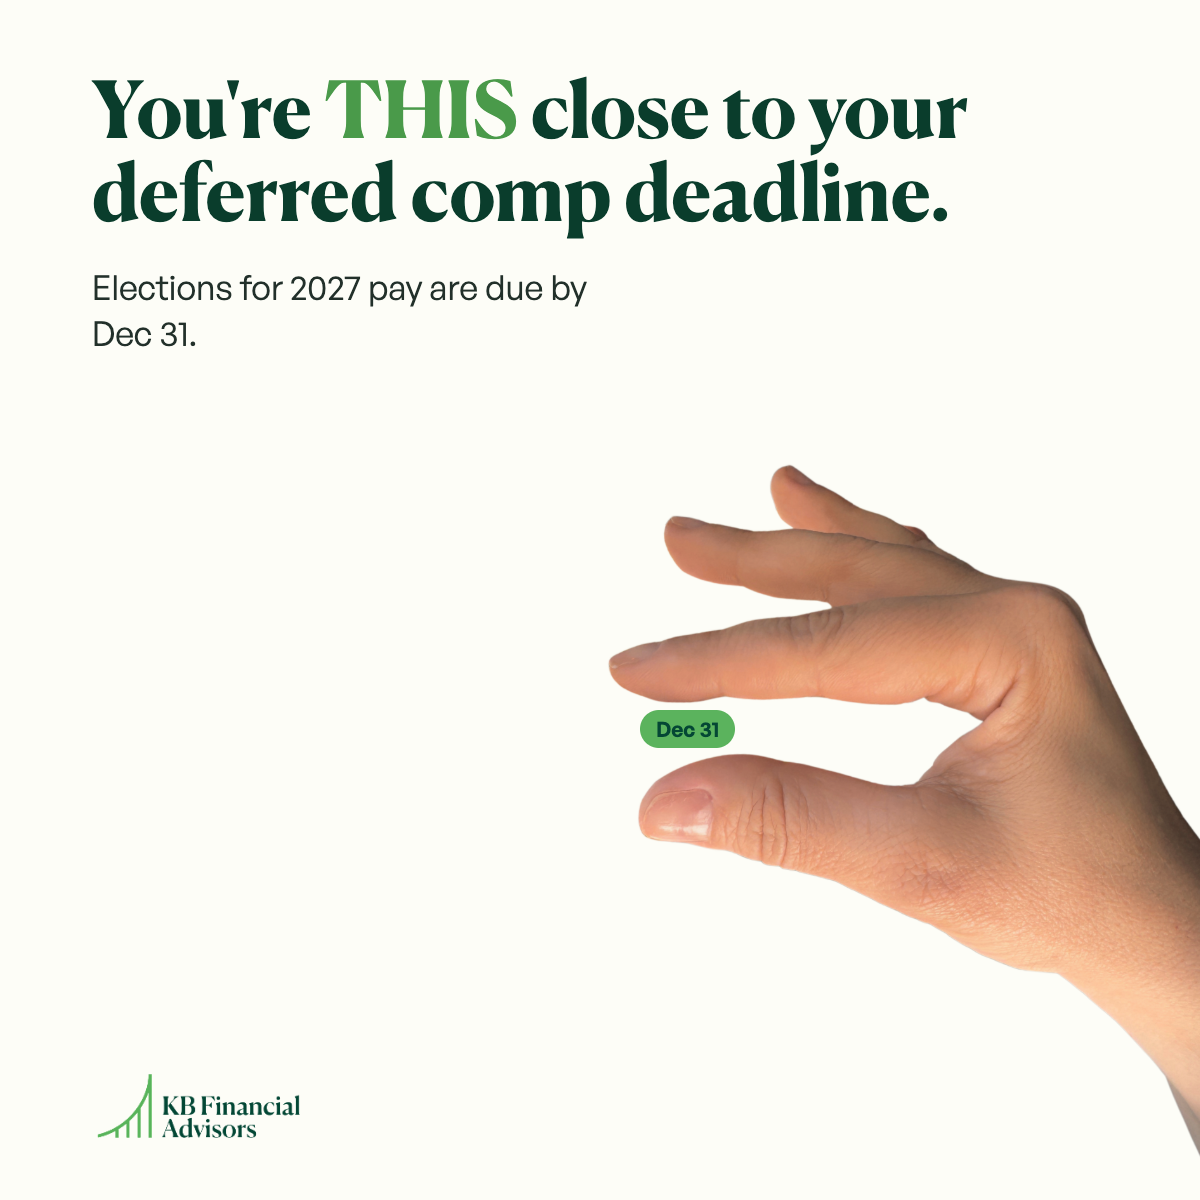 You're THIS close to your
deferred comp deadline.
Elections for 2027 pay are due by
Dec 31.
Dec 31
KB Financial
Advisors